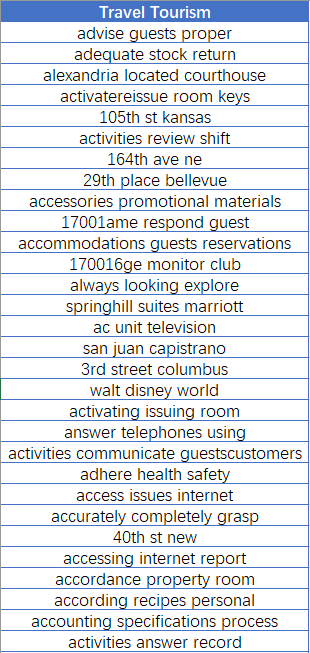 Travel Tourism
advise guests proper
adequate stock return
alexandria located courthouse
activatereissue room keys
105th st kansas
activities review shift
164th ave ne
29th place bellevue
accessories promotional materials
17001ame respond guest
accommodations guests reservations
170016ge monitor club
always looking explore
springhill suites marriott
ac unit television
san juan capistrano
3rd street columbus
walt disney world
activating issuing room
answer telephones using
activities communicate guestscustomers
adhere health safety
access issues internet
accurately completely grasp
40th st new
accessing internet report
accordance property room
according recipes personal
accounting specifications process
activities answer record